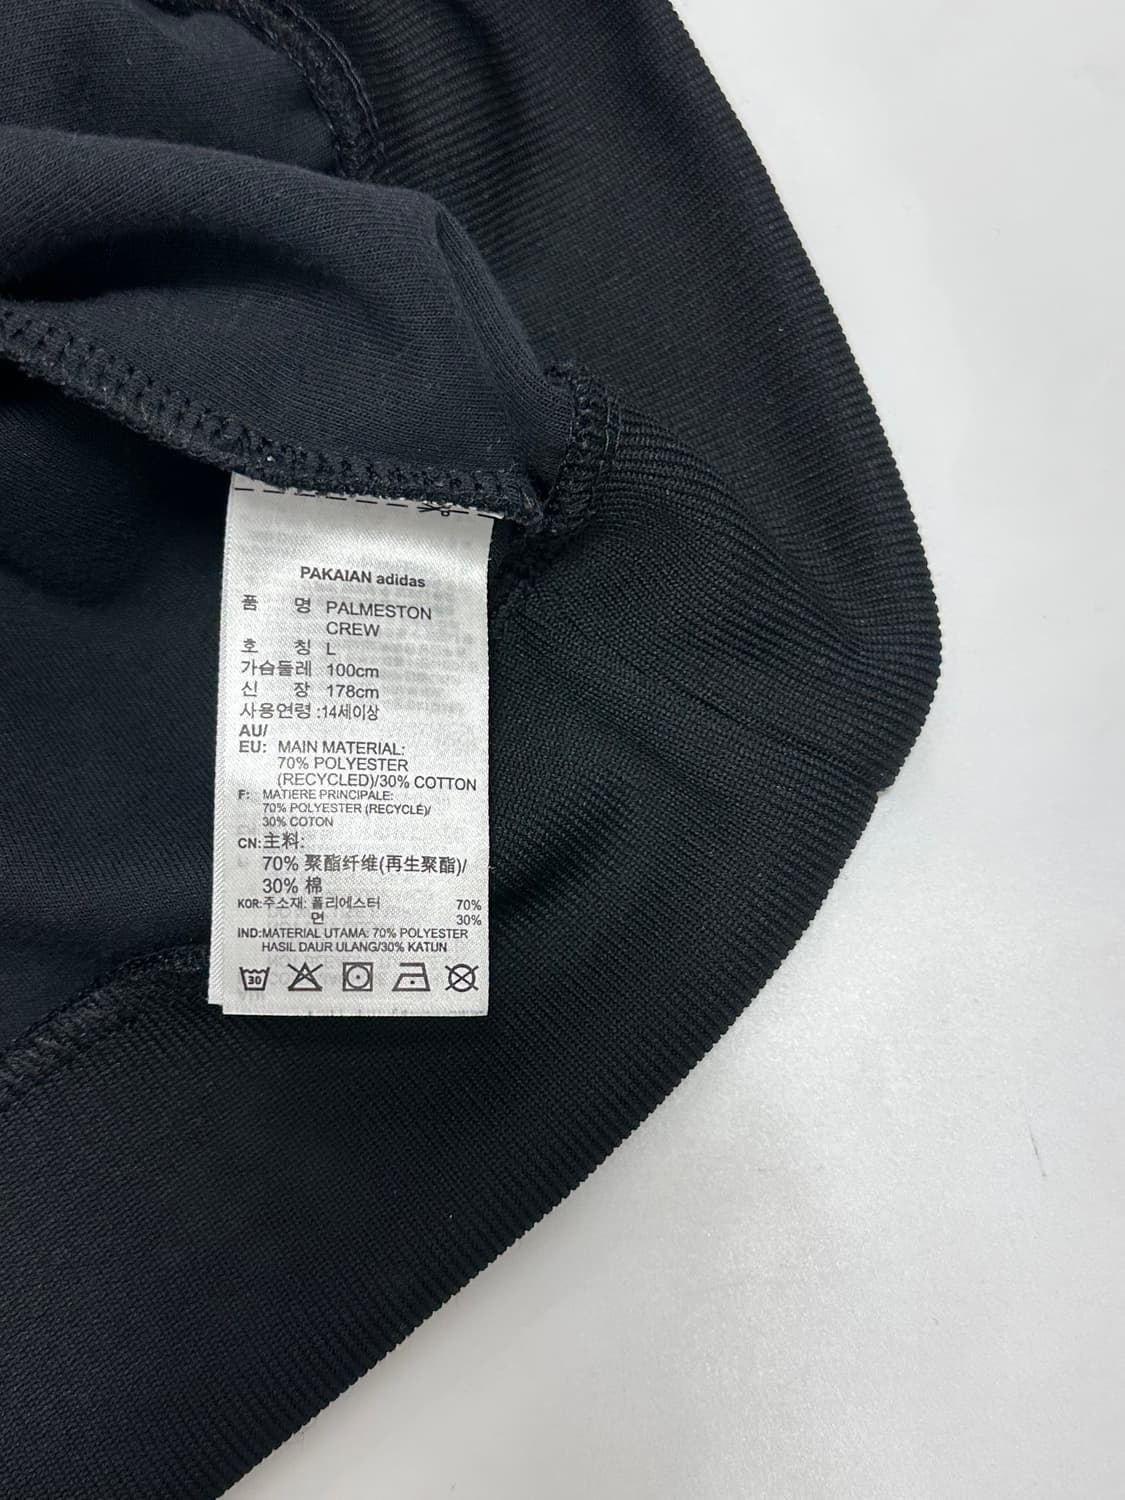 PAKAIAN adidas
품 명 PALMESTON
CREW
호 칭 L
가슴둘레 100cm
신 장 178cm
사용연령 :14세이상
AU/
EU: MAIN MATERIAL:
70% POLYESTER
(RECYCLED)/30% COTTON
F: MATIERE PRINCIPALE:
70% POLYESTER (RECYCLÉ)/
30% COTON
CN:主料:
70% 聚酯纤维(再生聚酯)/
30% 棉
KOR:주소재: 폴리에스터 70%
면 30%
IND:MATERIAL UTAMA: 70% POLYESTER
HASIL DAUR ULANG/30% KATUN
30